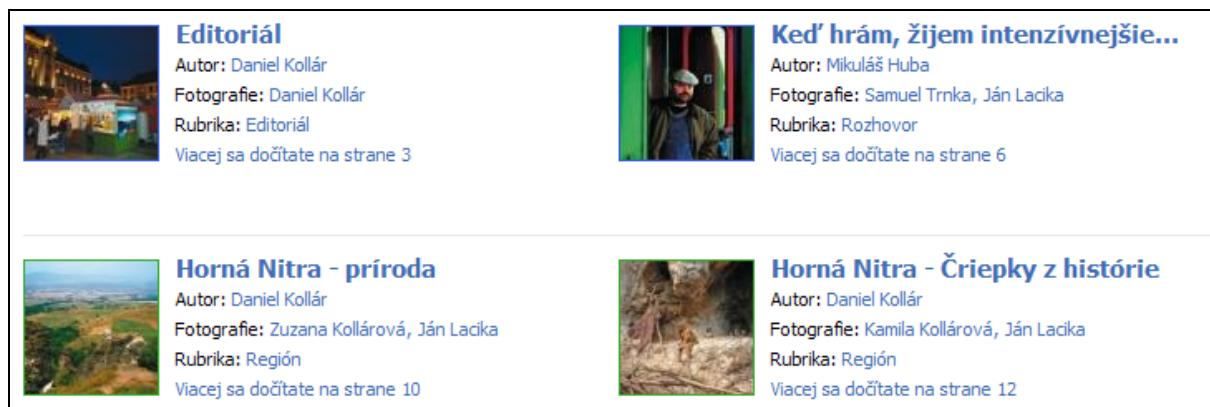 Editoriál
Autor: Daniel Kollár
Fotografie: Daniel Kollár
Rubrika: Editoriál
Viacej sa dočítate na strane 3
Keď hrám, žijem intenzívnejšie...
Autor: Mikuláš Huba
Fotografie: Samuel Trnka, Ján Lacika
Rubrika: Rozhovor
Viacej sa dočítate na strane 6
Horná Nitra - príroda
Autor: Daniel Kollár
Fotografie: Zuzana Kollárová, Ján Lacika
Rubrika: Región
Viacej sa dočítate na strane 10
Horná Nitra - Čriepky z histórie
Autor: Daniel Kollár
Fotografie: Kamila Kollárová, Ján Lacika
Rubrika: Región
Viacej sa dočítate na strane 12